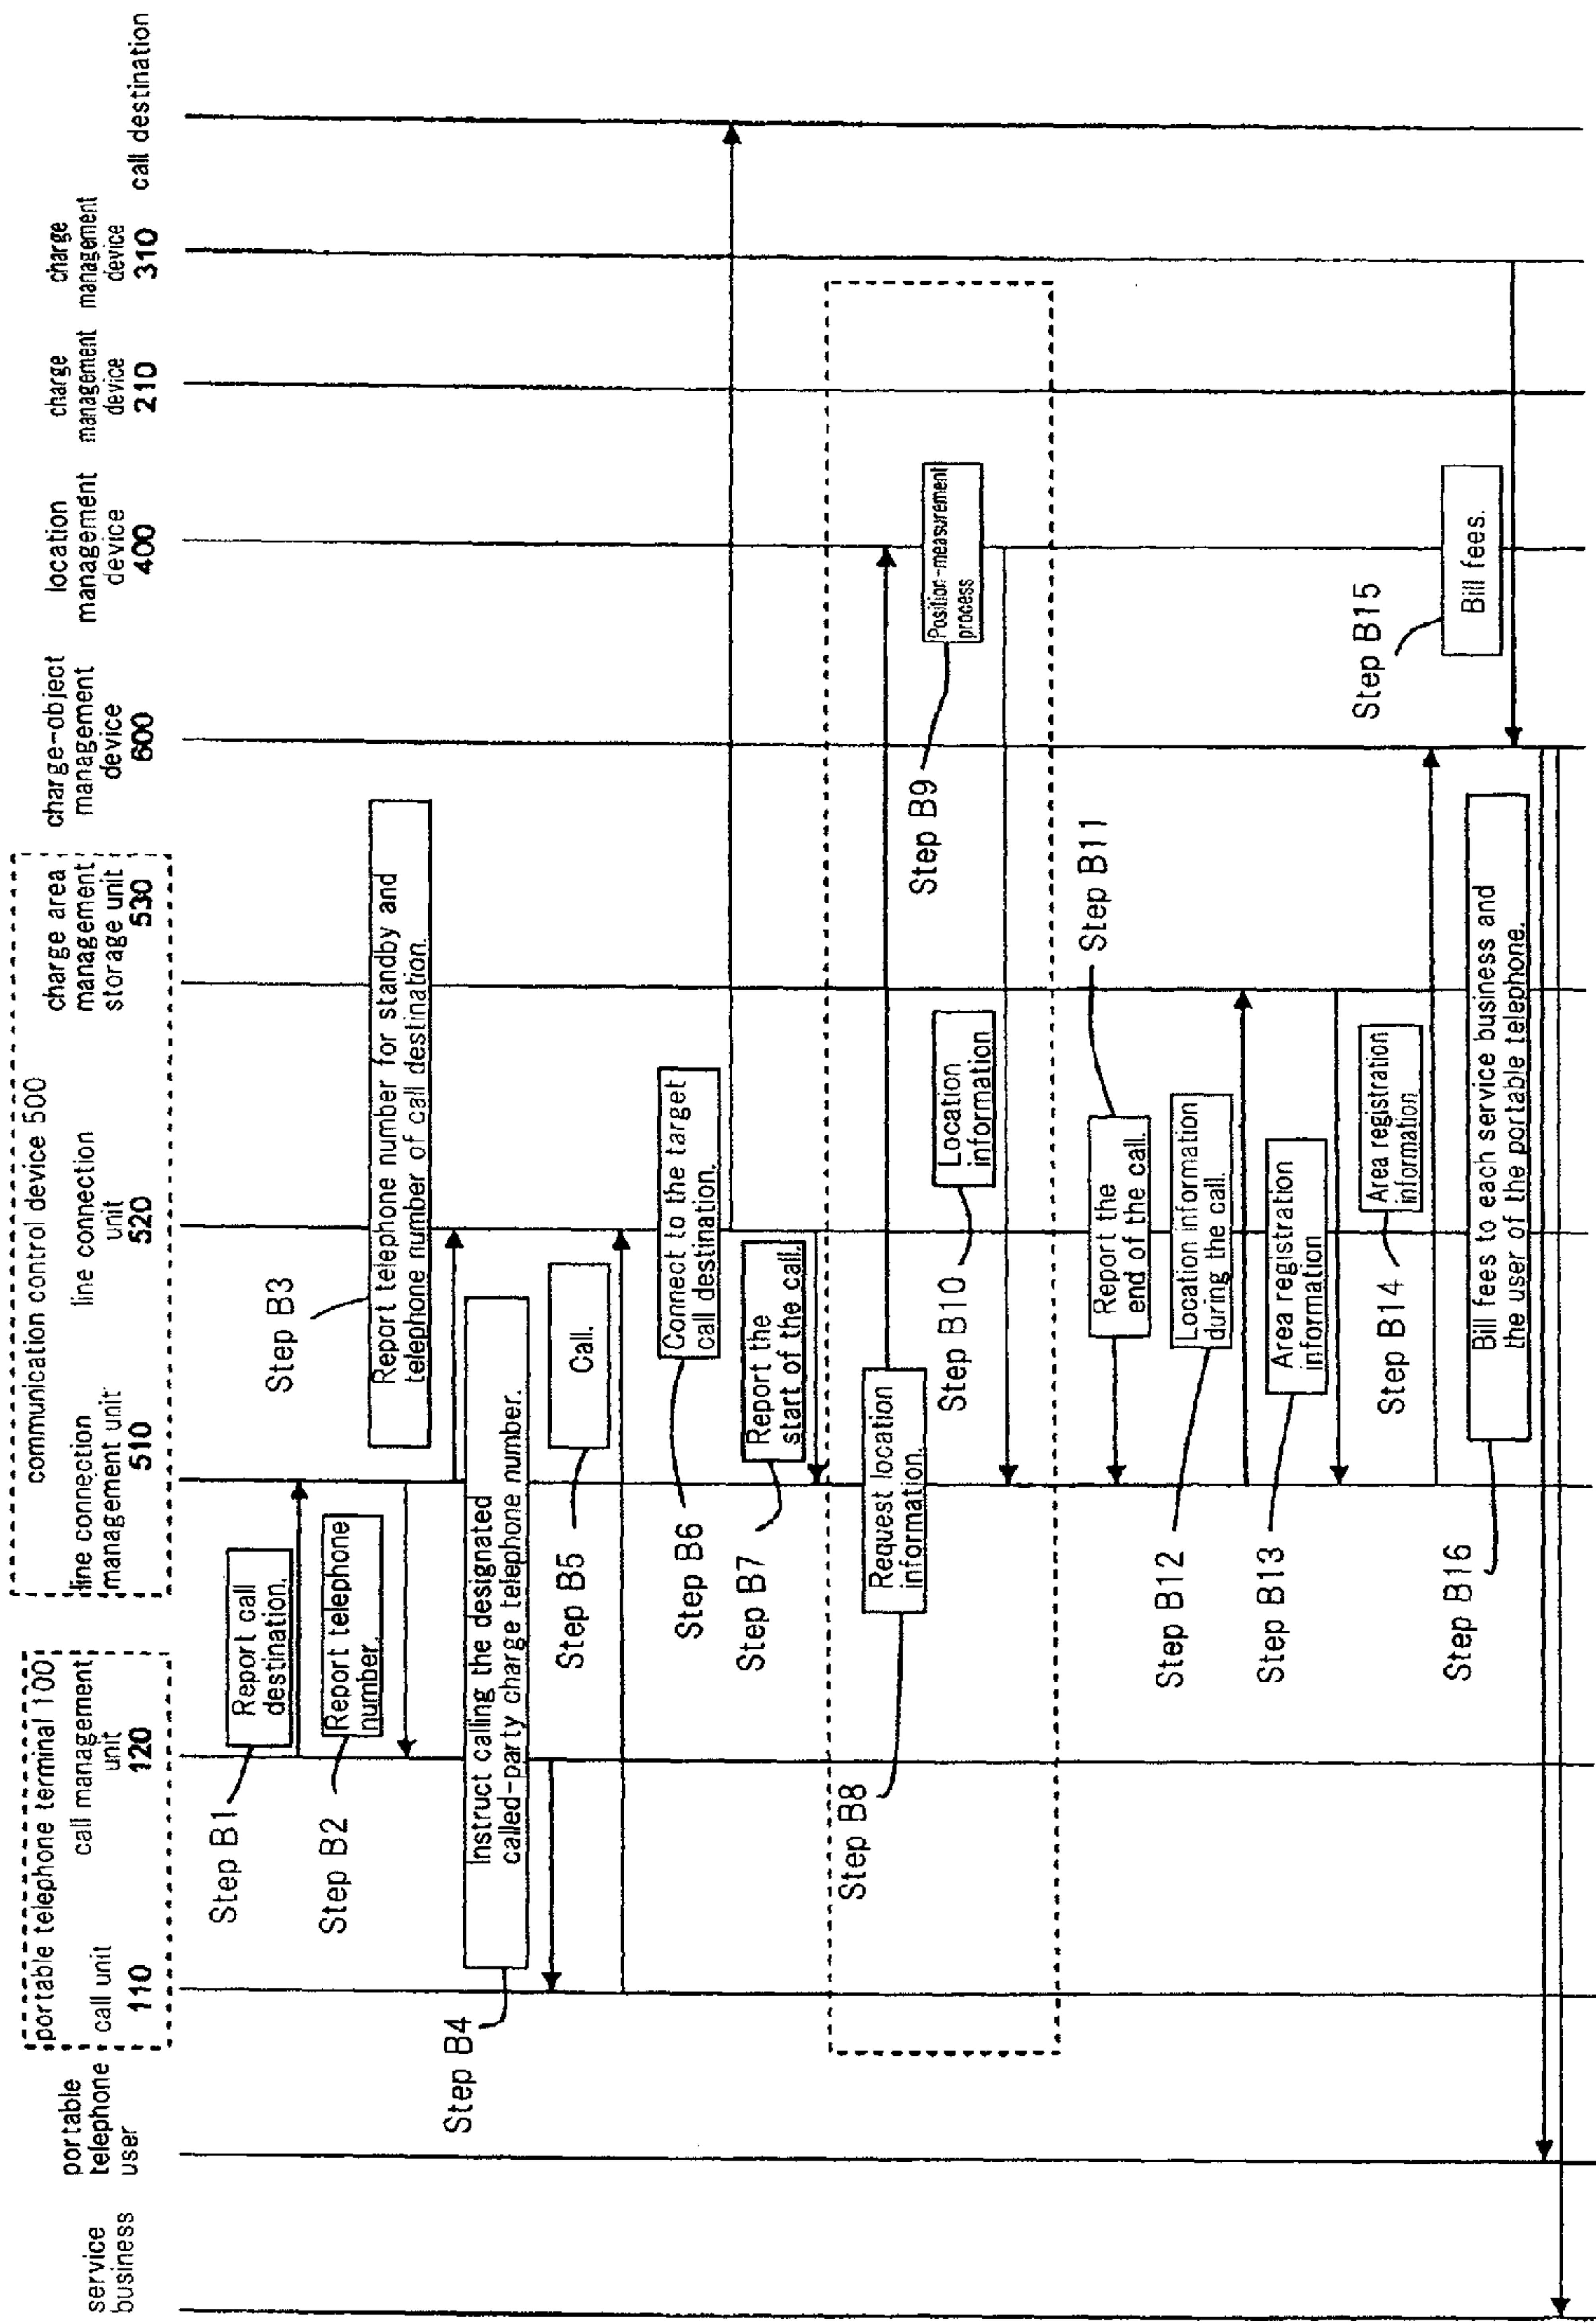 service
business
portable
telephone
user
portable telephone terminal 100
call unit
110
call management
unit
120
communication control device 500
line connection
management unit
510
line connection
unit
520
charge area
management
storage unit
530
charge-object
management
device
600
location
management
device
400
charge
management
device
210
charge
management
device
310
call destination
Step B1
Report call
destination.
Step B2
Report telephone
number.
Step B3
Report telephone number for standby and
telephone number of call destination.
Step B4
Instruct calling the designated
called-party charge telephone number.
Step B5
Call.
Step B6
Connect to the target
call destination.
Step B7
Report the
start of the call.
Step B8
Request location
information.
Step B9
Position-measurement
process
Step B10
Location
information
Step B11
Report the
end of the call.
Step B12
Location information
during the call.
Step B13
Area registration
information
Step B14
Area registration
information
Step B15
Bill fees.
Step B16
Bill fees to each service business and
the user of the portable telephone.